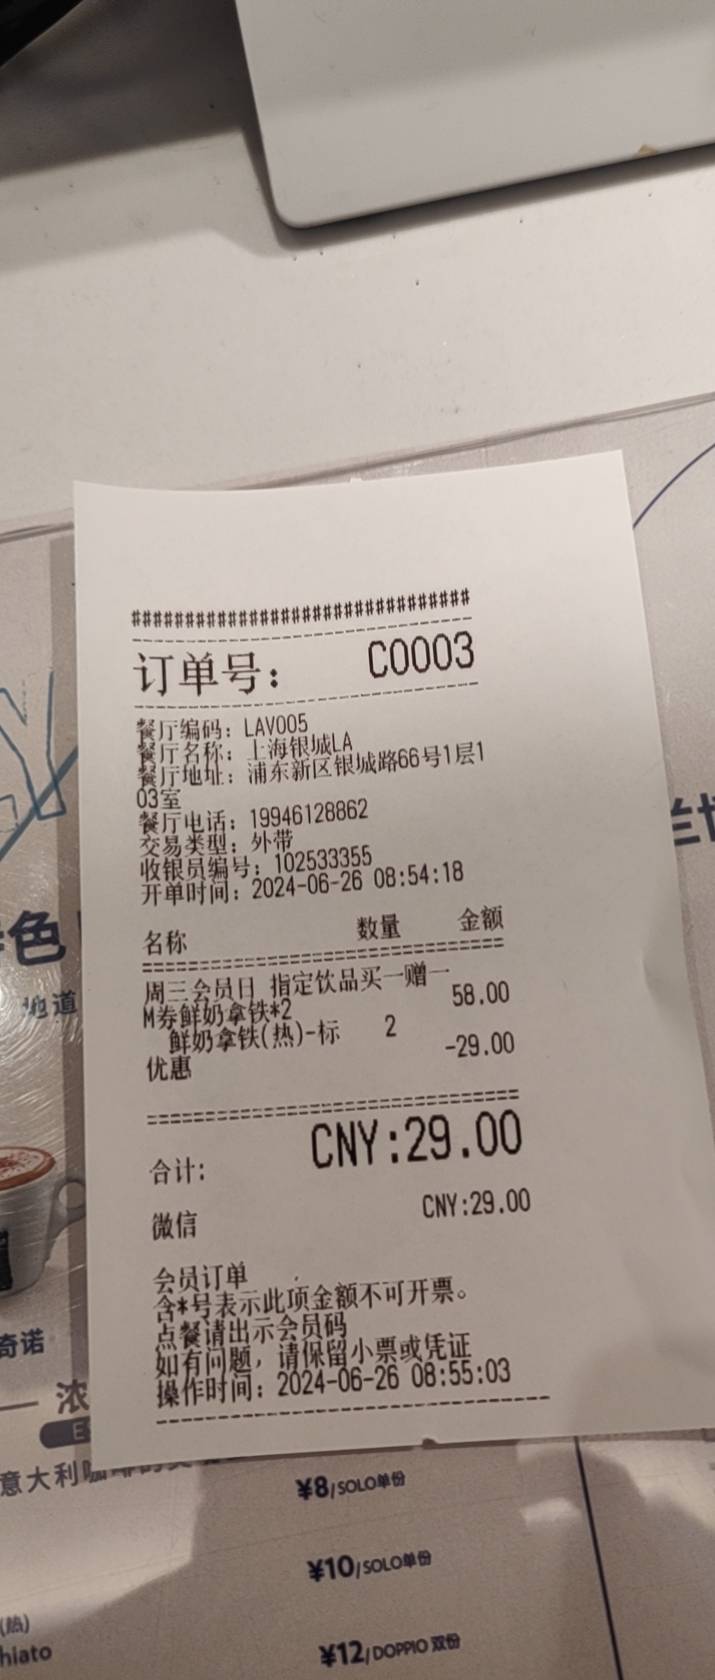 ##############################
订单号： C0003
餐厅编码：LAV005
餐厅名称：上海银城LA
餐厅地址：浦东新区银城路66号1层1
03室
餐厅电话：19946128862
交易类型：外带
收银员编号：102533355
开单时间：2024-06-26 08:54:18
名称 数量 金额
周三会员日 指定饮品买一赠一
M券鲜奶拿铁*2 58.00
鲜奶拿铁(热)-标 2
优惠 -29.00
合计: CNY:29.00
微信 CNY:29.00
会员订单
含*号表示此项金额不可开票。
点餐请出示会员码
如有问题，请保留小票或凭证
操作时间：2024-06-26 08:55:03
色
地道
奇诺
浓
意大利咖啡的
¥8/SOLO单份
¥10/SOLO单份
(热)
hiato
¥12/DOPPIO 双份